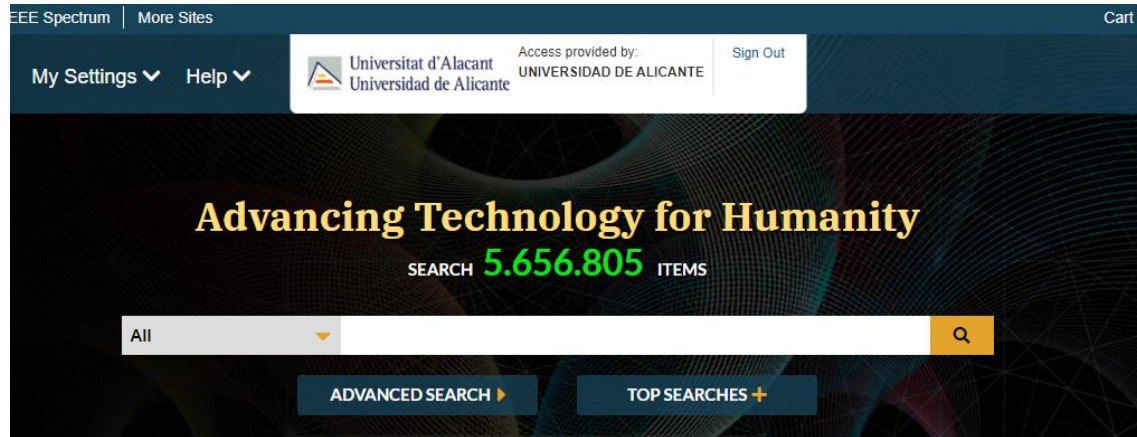 EEE Spectrum | More Sites Cart
My Settings Help
Universitat d'Alacant
Universidad de Alicante
Access provided by:
UNIVERSIDAD DE ALICANTE
Sign Out
Advancing Technology for Humanity
SEARCH 5.656.805 ITEMS
All
ADVANCED SEARCH TOP SEARCHES +